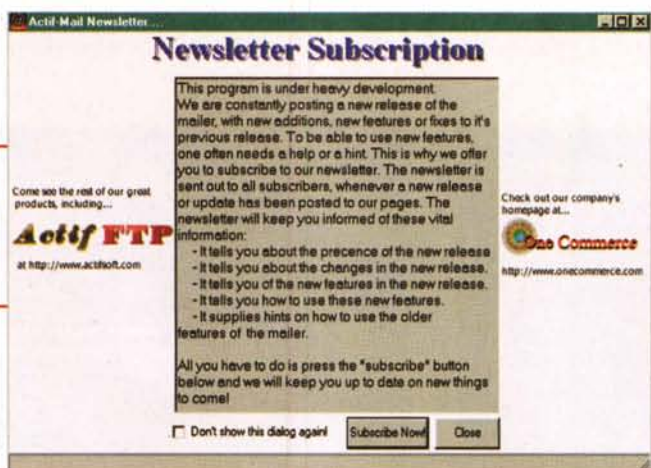 Actif-Mail Newsletter....
Newsletter Subscription
This program is under heavy development.
We are constantly posting a new release of the
mailer, with new additions, new features or fixes to it's
previous release. To be able to use new features,
one often needs a help or a hint. This is why we offer
you to subscribe to our newsletter. The newsletter is
sent out to all subscribers, whenever a new release
or update has been posted to our pages. The
newsletter will keep you informed of these vital
information:
- It tells you about the precence of the new release
- It tells you about the changes in the new release.
- It tells you of the new features in the new release.
- It tells you how to use these new features.
- It supplies hints on how to use the older
features of the mailer.
All you have to do is press the "subscribe" button
below and we will keep you up to date on new things
to come!
Come see the rest of our great
products, including...
Actif FTP
at http://www.actifsoft.com
Check out our company's
homepage at...
One Commerce
http://www.onecommerce.com
Don't show this dialog again!
Subscribe Now!
Close